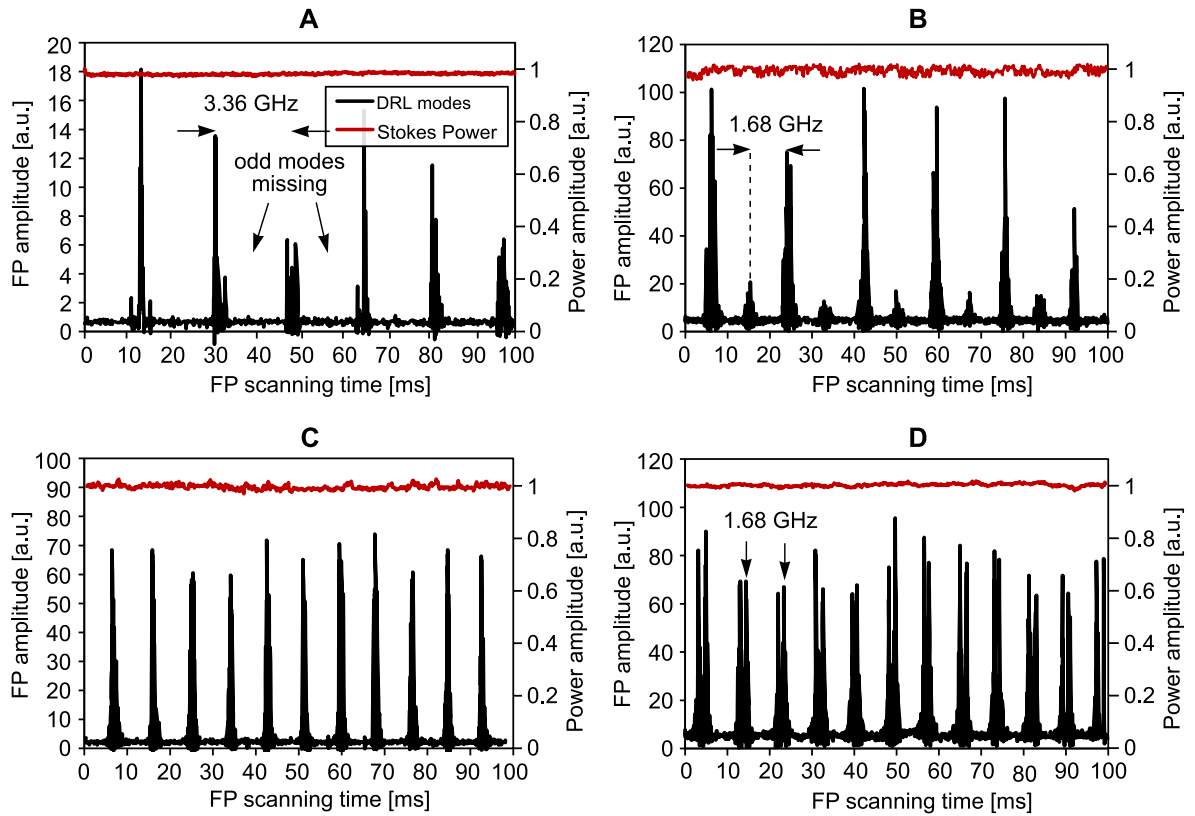 A
20
18
16
14
12
10
8
6
4
2
0
FP amplitude [a.u.]
3.36 GHz
odd modes
missing
DRL modes
Stokes Power
1
0.8
0.6
0.4
0.2
0
Power amplitude [a.u.]
0 10 20 30 40 50 60 70 80 90 100
FP scanning time [ms]
B
120
100
80
60
40
20
0
FP amplitude [a.u.]
1.68 GHz
1
0.8
0.6
0.4
0.2
0
Power amplitude [a.u.]
0 10 20 30 40 50 60 70 80 90 100
FP scanning time [ms]
C
100
90
80
70
60
50
40
30
20
10
0
FP amplitude [a.u.]
1
0.8
0.6
0.4
0.2
0
Power amplitude [a.u.]
0 10 20 30 40 50 60 70 80 90 100
FP scanning time [ms]
D
120
100
80
60
40
20
0
FP amplitude [a.u.]
1.68 GHz
1
0.8
0.6
0.4
0.2
0
Power amplitude [a.u.]
0 10 20 30 40 50 60 70 80 90 100
FP scanning time [ms]